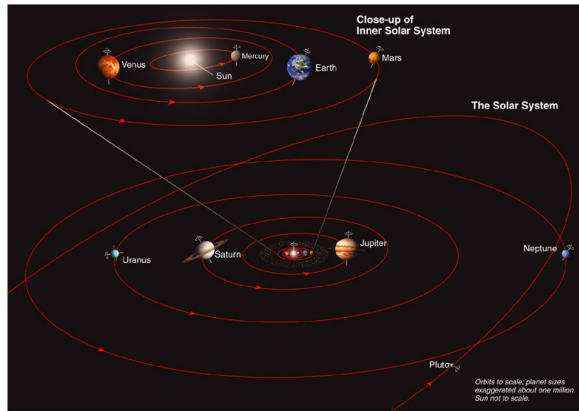 Close-up of
Inner Solar System
Venus
Mercury
Sun
Earth
Mars
The Solar System
Uranus
Saturn
Jupiter
Neptune
Pluto
Orbits to scale; planet sizes
exaggerated about one million.
Sun not to scale.